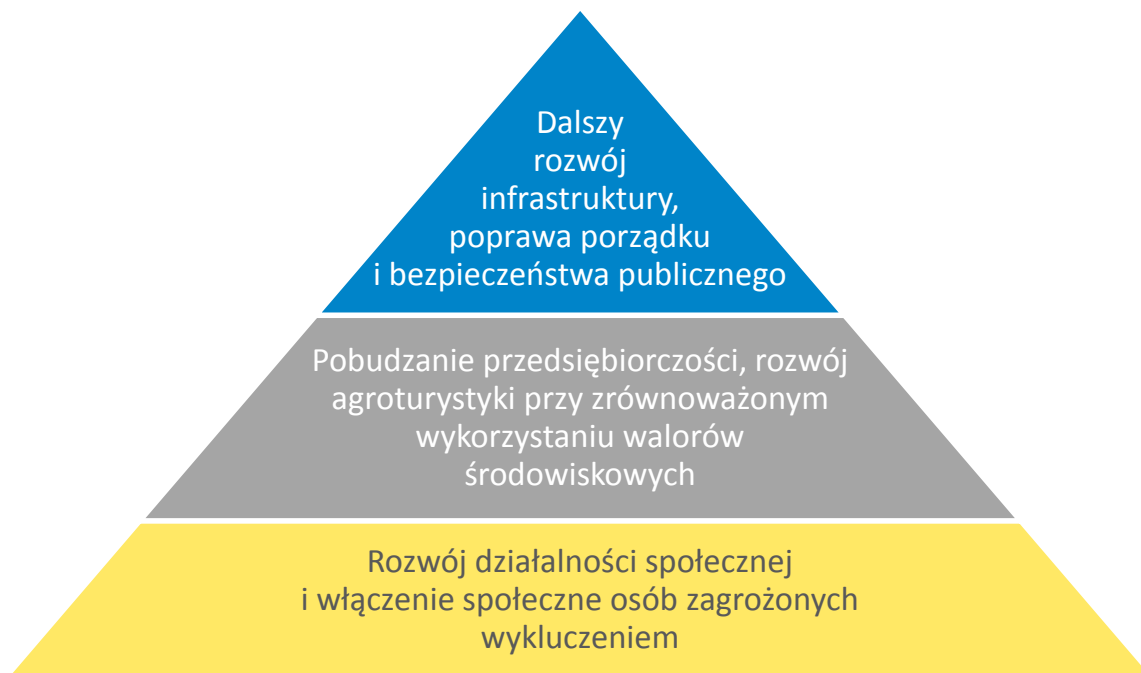 Dalszy
rozwój
infrastruktury,
poprawa porządku
i bezpieczeństwa publicznego
Pobudzanie przedsiębiorczości, rozwój
agroturystyki przy zrównoważonym
wykorzystaniu walorów
środowiskowych
Rozwój działalności społecznej
i włączenie społeczne osób zagrożonych
wykluczeniem